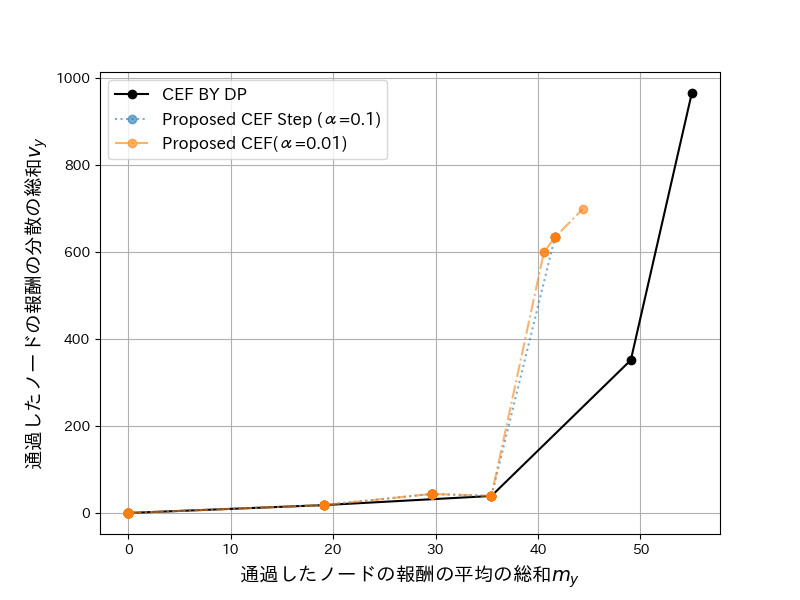 CEF BY DP
Proposed CEF Step (α=0.1)
Proposed CEF(α=0.01)
通過したノードの報酬の分散の総和v_y
1000
800
600
400
200
0
0 10 20 30 40 50
通過したノードの報酬の平均の総和m_y